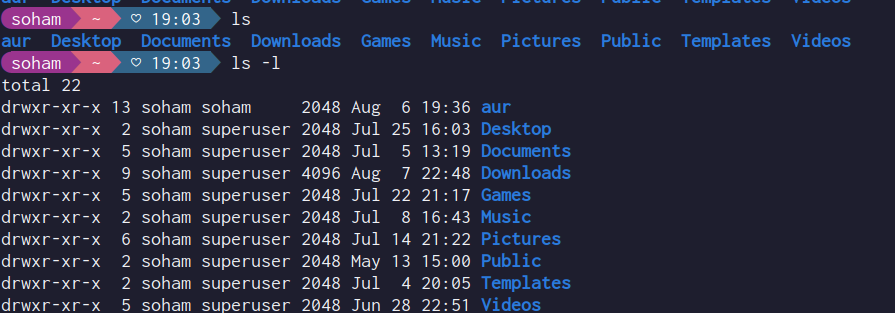 aur Desktop Documents Downloads Games Music Pictures Public Templates Videos
soham ~ ♡ 19:03 ls
aur Desktop Documents Downloads Games Music Pictures Public Templates Videos
soham ~ ♡ 19:03 ls -l
total 22
drwxr-xr-x 13 soham soham     2048 Aug  6 19:36 aur
drwxr-xr-x  2 soham superuser 2048 Jul 25 16:03 Desktop
drwxr-xr-x  5 soham superuser 2048 Jul  5 13:19 Documents
drwxr-xr-x  9 soham superuser 4096 Aug  7 22:48 Downloads
drwxr-xr-x  5 soham superuser 2048 Jul 22 21:17 Games
drwxr-xr-x  2 soham superuser 2048 Jul  8 16:43 Music
drwxr-xr-x  6 soham superuser 2048 Jul 14 21:22 Pictures
drwxr-xr-x  2 soham superuser 2048 May 13 15:00 Public
drwxr-xr-x  2 soham superuser 2048 Jul  4 20:05 Templates
drwxr-xr-x  5 soham superuser 2048 Jun 28 22:51 Videos